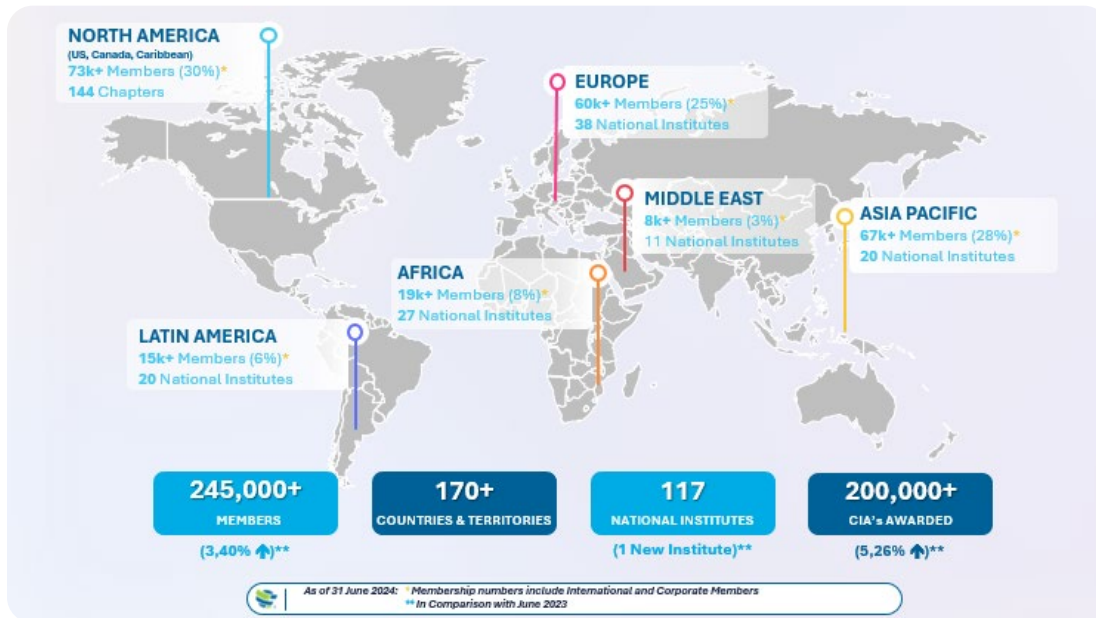 NORTH AMERICA
(US, Canada, Caribbean)
73k+ Members (30%)*
144 Chapters
EUROPE
60k+ Members (25%)*
38 National Institutes
MIDDLE EAST
8k+ Members (3%)*
11 National Institutes
ASIA PACIFIC
67k+ Members (28%)*
20 National Institutes
AFRICA
19k+ Members (8%)*
27 National Institutes
LATIN AMERICA
15k+ Members (6%)*
20 National Institutes
245,000+
MEMBERS
(3,40% 🡅)**
170+
COUNTRIES & TERRITORIES
117
NATIONAL INSTITUTES
(1 New Institute)**
200,000+
CIA's AWARDED
(5,26% 🡅)**
As of 31 June 2024: *Membership numbers include International and Corporate Members
**In Comparison with June 2023